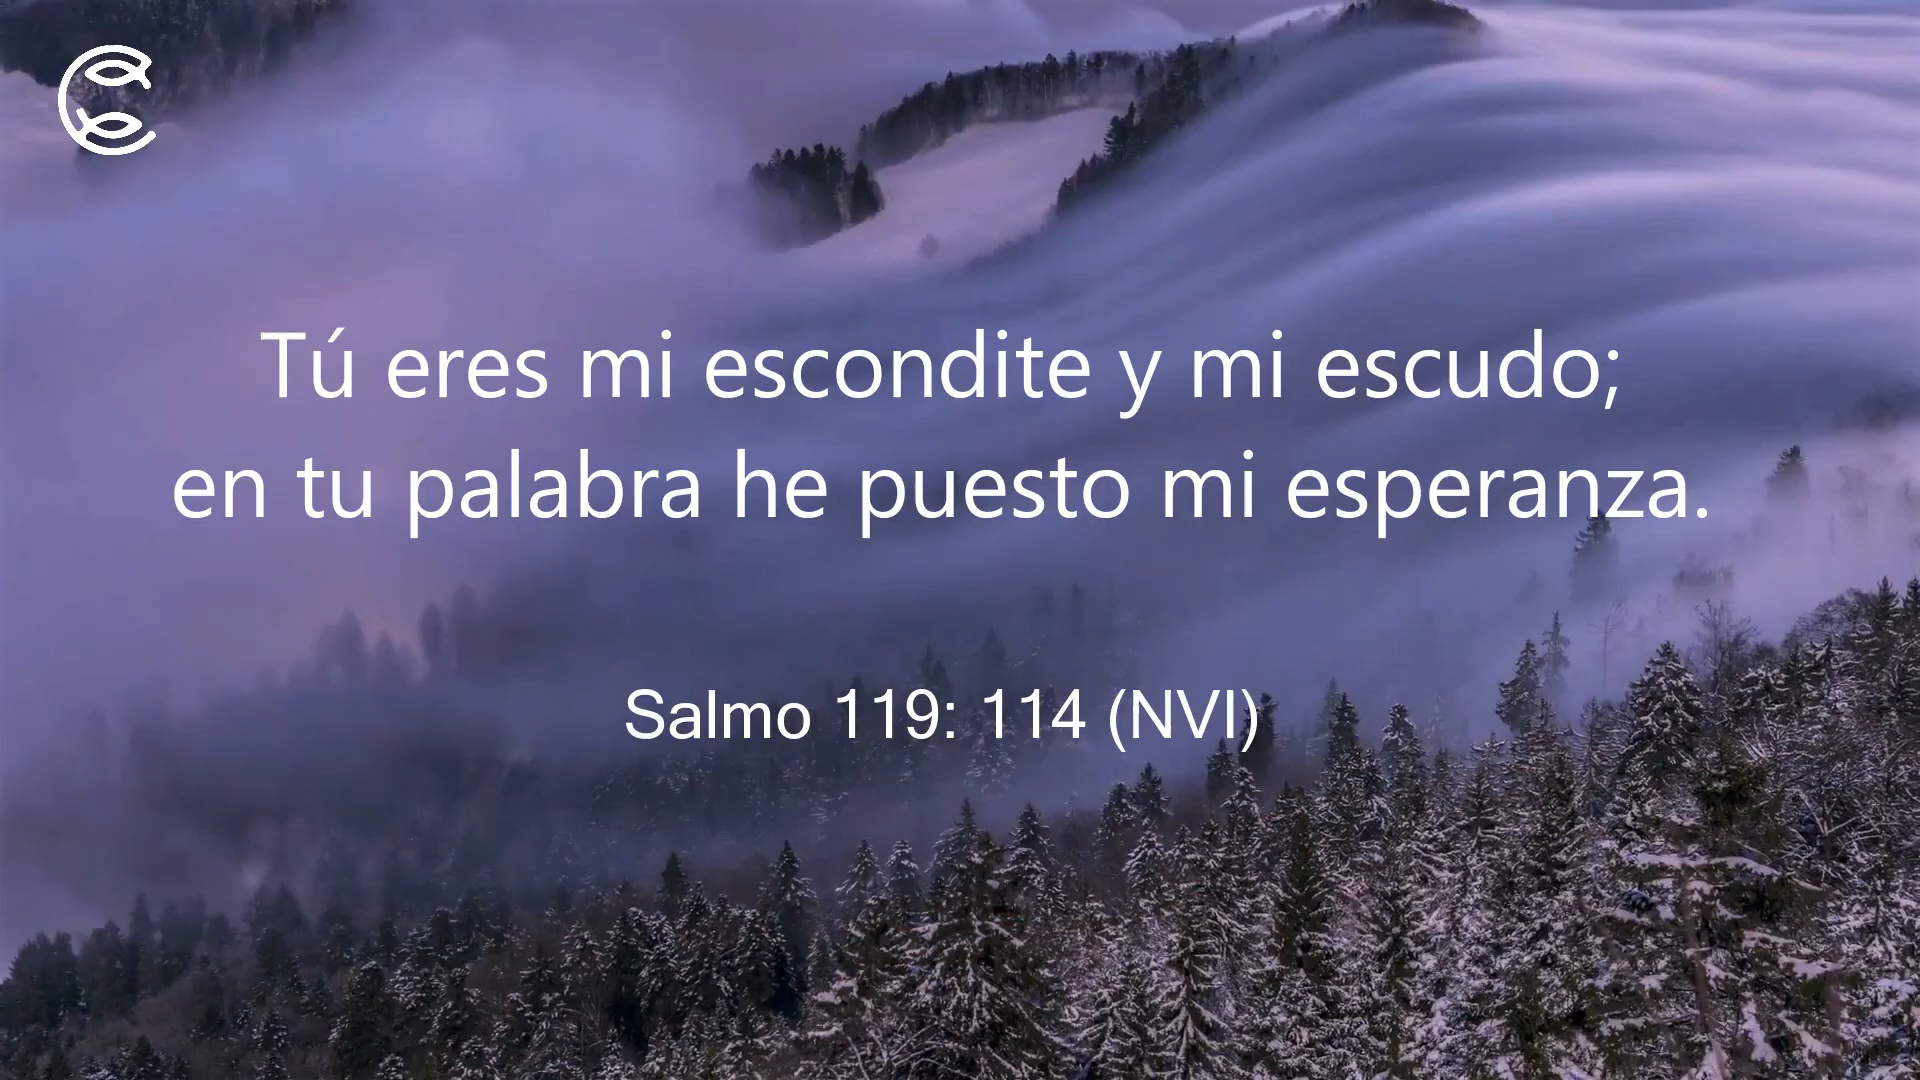 Tú eres mi escondite y mi escudo;
en tu palabra he puesto mi esperanza.
Salmo 119: 114 (NVI)